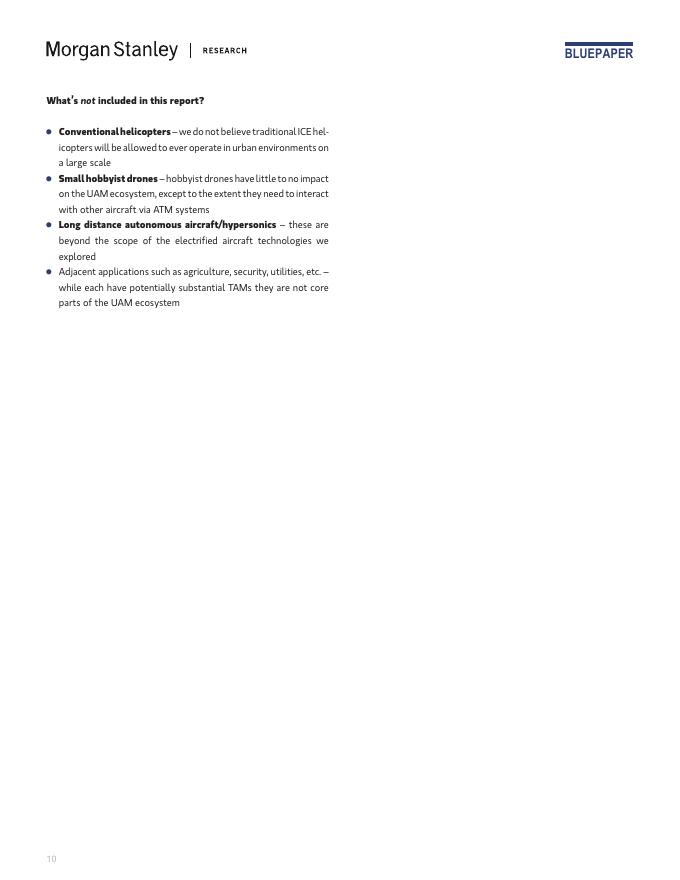 Morgan Stanley | RESEARCH
BLUEPAPER
What's not included in this report?
● Conventional helicopters – we do not believe traditional ICE hel-
icopters will be allowed to ever operate in urban environments on
a large scale
● Small hobbyist drones – hobbyist drones have little to no impact
on the UAM ecosystem, except to the extent they need to interact
with other aircraft via ATM systems
● Long distance autonomous aircraft/hypersonics – these are
beyond the scope of the electrified aircraft technologies we
explored
● Adjacent applications such as agriculture, security, utilities, etc. –
while each have potentially substantial TAMs they are not core
parts of the UAM ecosystem
10